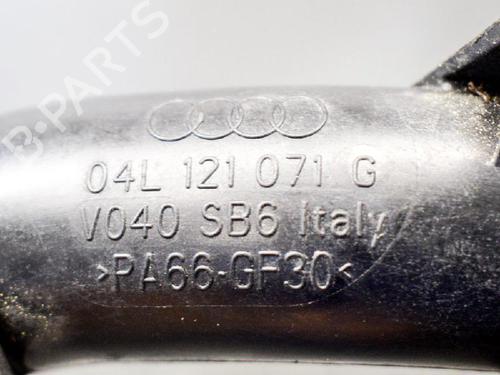 B-PARTS
04L 121 071 G
V040 SB6 Italy
>PA66-GF30<